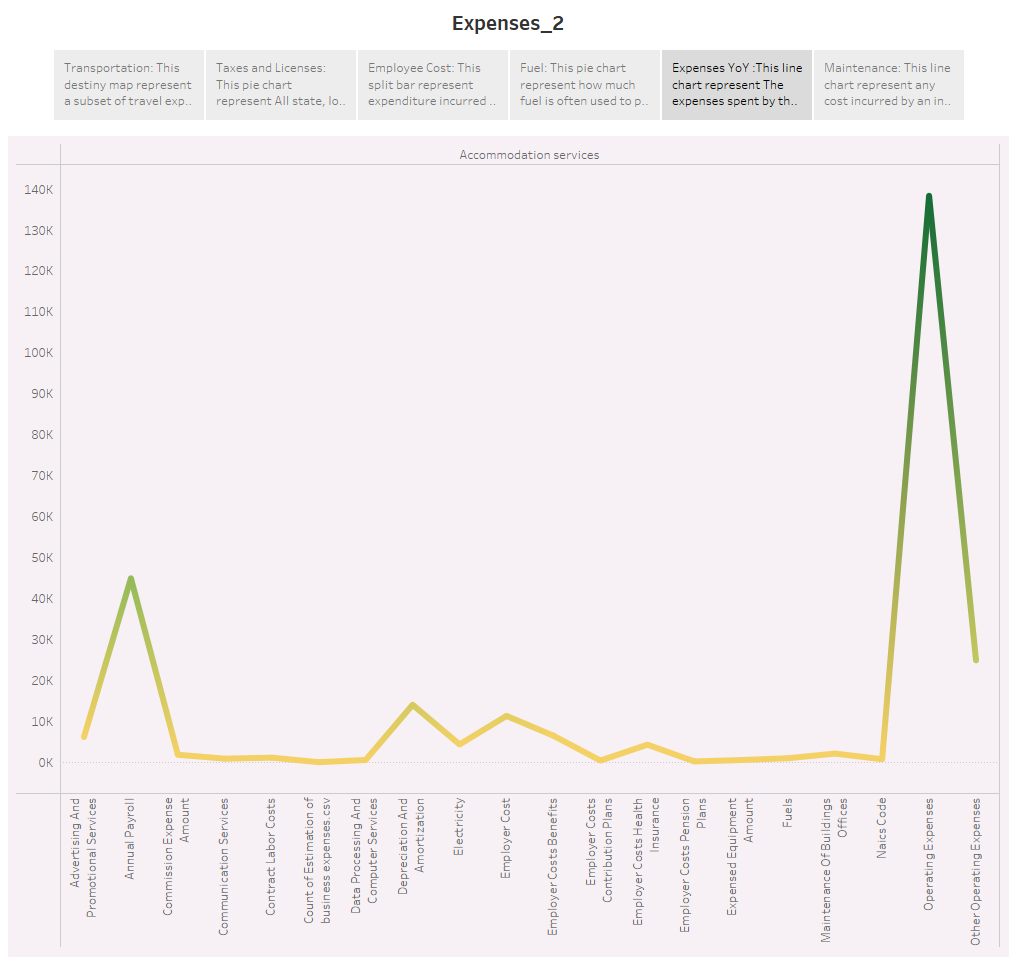 Expenses_2
Transportation: This
destiny map represent
a subset of travel exp..
Taxes and Licenses:
This pie chart
represent All state, lo..
Employee Cost: This
split bar represent
expenditure incurred ..
Fuel: This pie chart
represent how much
fuel is often used to p..
Expenses YoY :This line
chart represent The
expenses spent by th..
Maintenance: This line
chart represent any
cost incurred by an in..
Accommodation services
140K
130K
120K
110K
100K
90K
80K
70K
60K
50K
40K
30K
20K
10K
0K
Advertising And
Promotional Services
Annual Payroll
Commission Expense
Amount
Communication Services
Contract Labor Costs
Count of Estimation of
business expenses.csv
Data Processing And
Computer Services
Depreciation And
Amortization
Electricity
Employer Cost
Employer Costs Benefits
Employer Costs
Contribution Plans
Employer Costs Health
Insurance
Employer Costs Pension
Plans
Expensed Equipment
Amount
Fuels
Maintenance Of Buildings
Offices
Naics Code
Operating Expenses
Other Operating Expenses